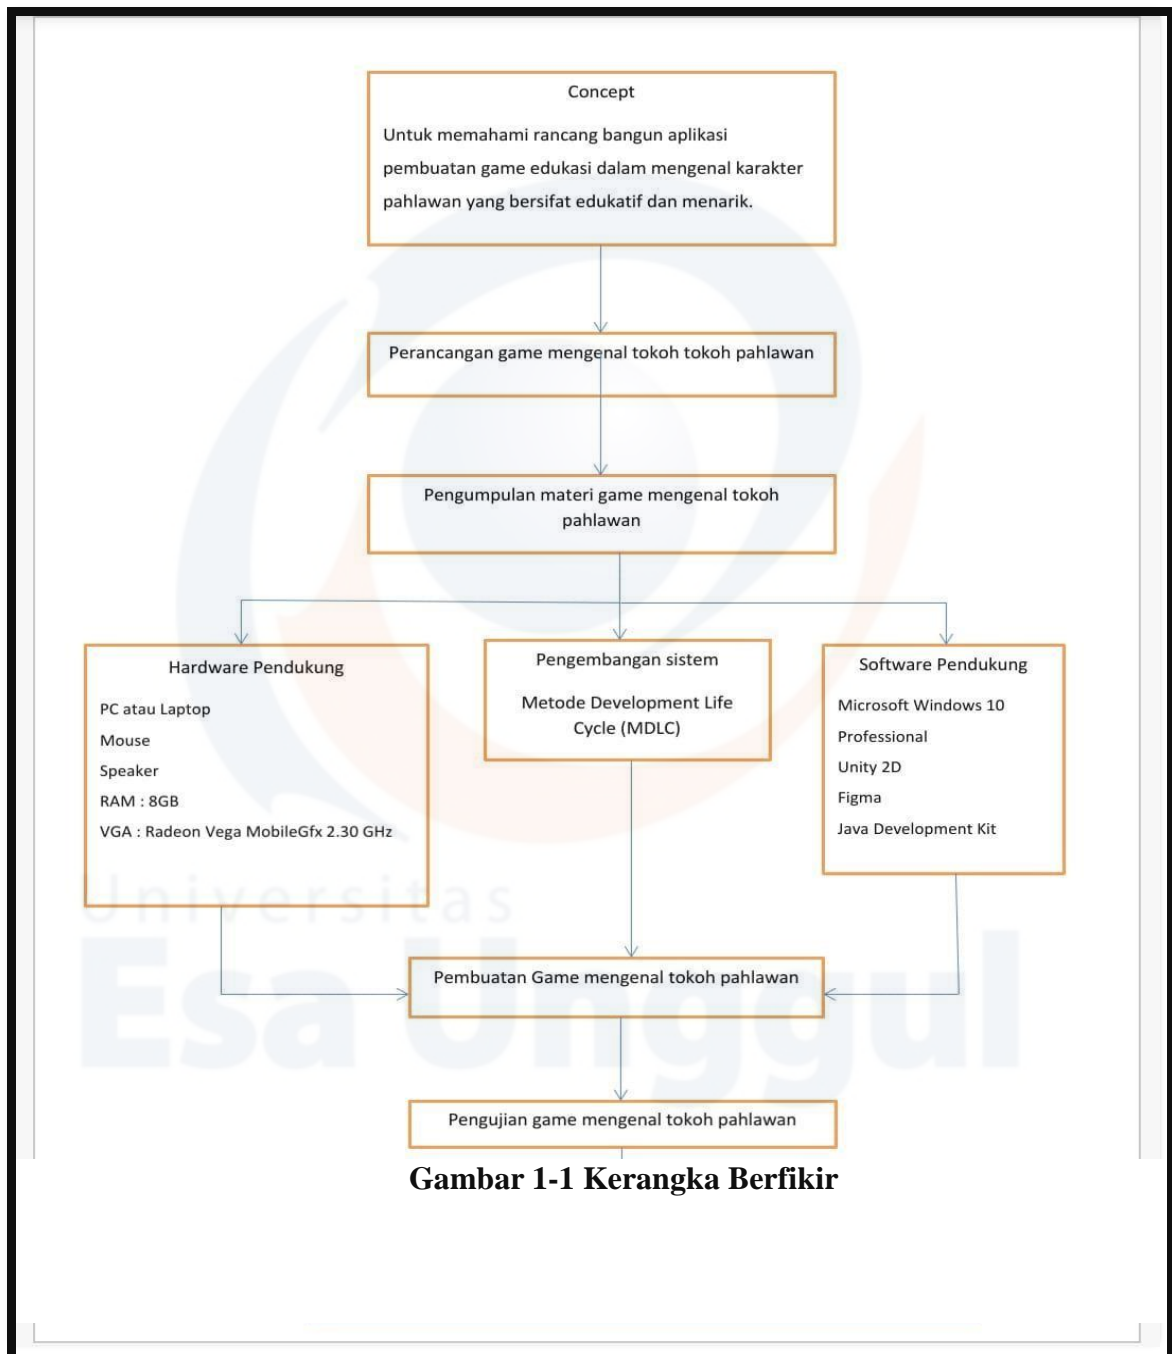 Concept
Untuk memahami rancang bangun aplikasi
pembuatan game edukasi dalam mengenal karakter
pahlawan yang bersifat edukatif dan menarik.
Perancangan game mengenal tokoh tokoh pahlawan
Pengumpulan materi game mengenal tokoh
pahlawan
Hardware Pendukung
PC atau Laptop
Mouse
Speaker
RAM : 8GB
VGA : Radeon Vega MobileGfx 2.30 GHz
Pengembangan sistem
Metode Development Life
Cycle (MDLC)
Software Pendukung
Microsoft Windows 10
Professional
Unity 2D
Figma
Java Development Kit
Universitas
Esa Unggul
Pembuatan Game mengenal tokoh pahlawan
Pengujian game mengenal tokoh pahlawan
Gambar 1-1 Kerangka Berfikir